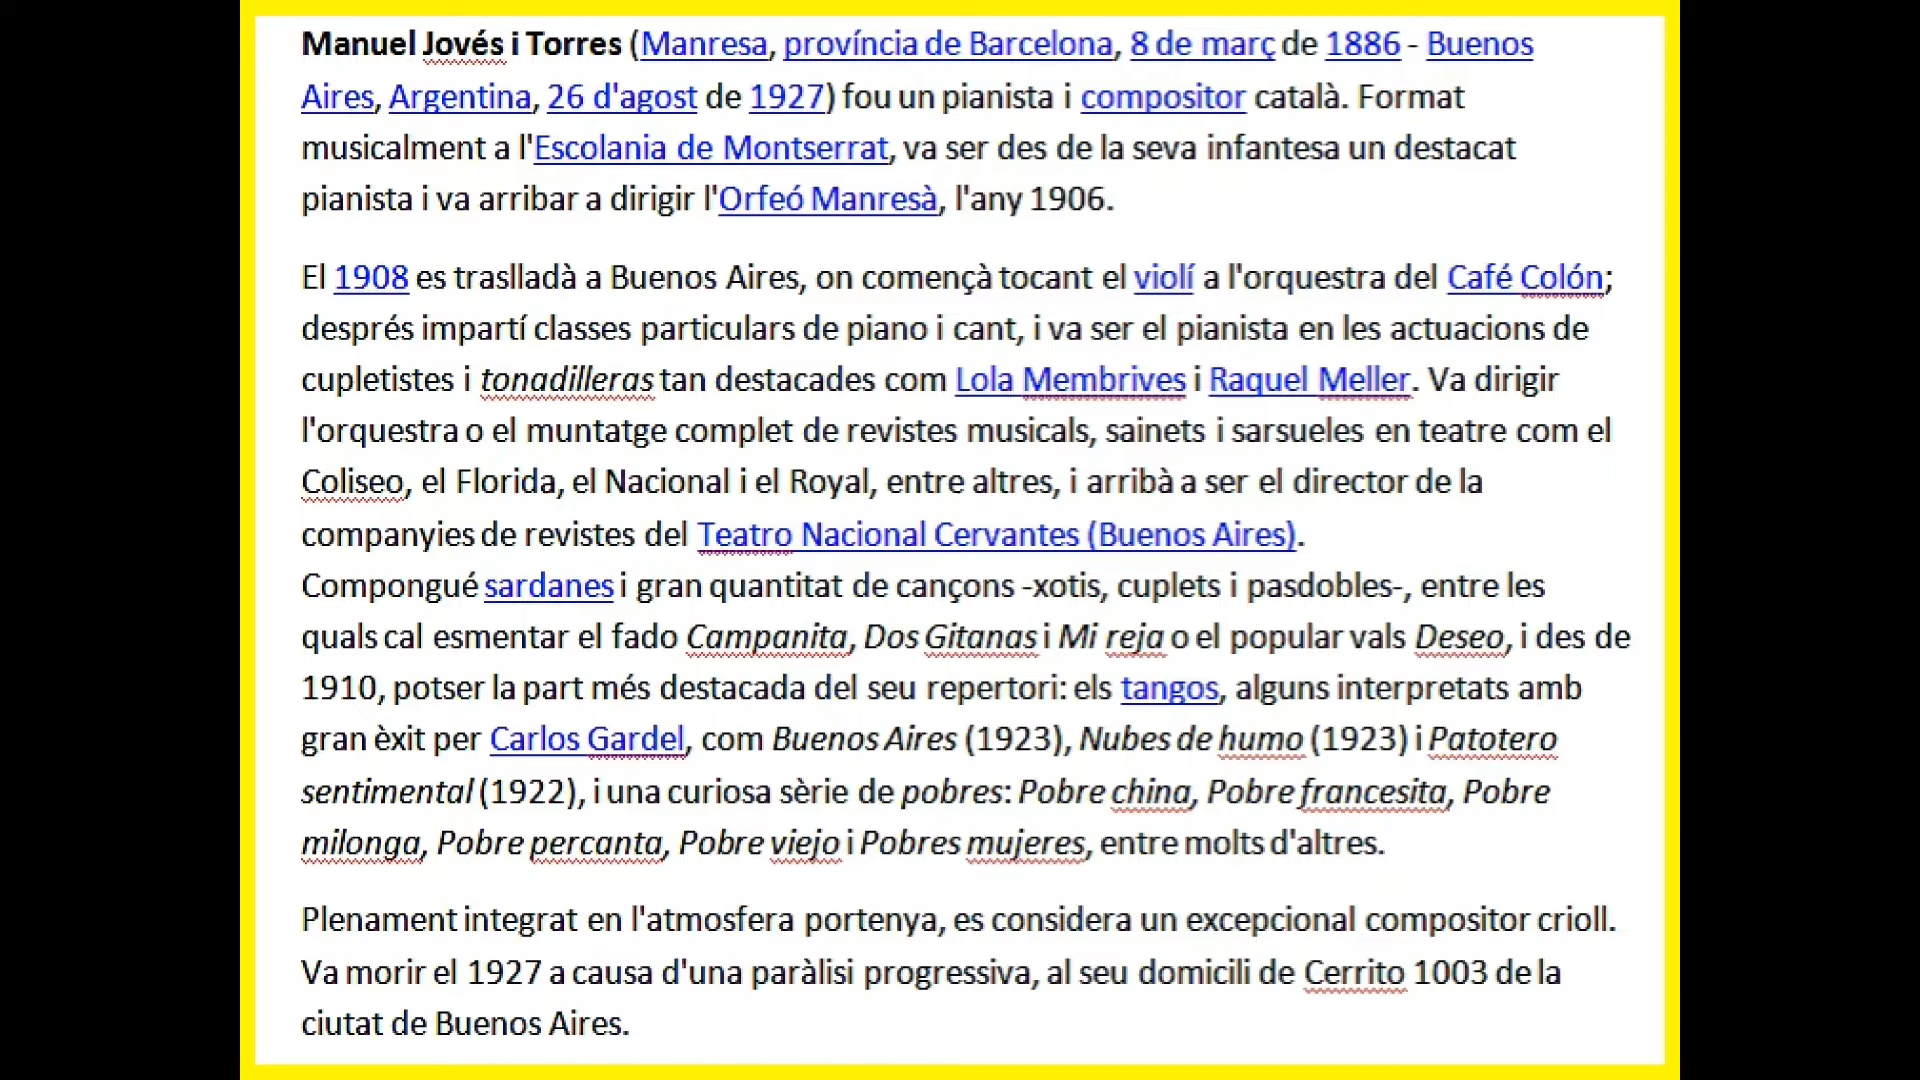 Manuel Jovés i Torres (Manresa, província de Barcelona, 8 de març de 1886 - Buenos
Aires, Argentina, 26 d'agost de 1927) fou un pianista i compositor català. Format
musicalment a l'Escolania de Montserrat, va ser des de la seva infantesa un destacat
pianista i va arribar a dirigir l'Orfeó Manresà, l'any 1906.
El 1908 es traslladà a Buenos Aires, on començà tocant el violí a l'orquestra del Café Colón;
després impartí classes particulars de piano i cant, i va ser el pianista en les actuacions de
cupletistes i tonadilleras tan destacades com Lola Membrives i Raquel Meller. Va dirigir
l'orquestra o el muntatge complet de revistes musicals, sainets i sarsueles en teatre com el
Coliseo, el Florida, el Nacional i el Royal, entre altres, i arribà a ser el director de la
companyies de revistes del Teatro Nacional Cervantes (Buenos Aires).
Compongué sardanes i gran quantitat de cançons -xotis, cuplets i pasdobles-, entre les
quals cal esmentar el fado Campanita, Dos Gitanas i Mi reja o el popular vals Deseo, i des de
1910, potser la part més destacada del seu repertori: els tangos, alguns interpretats amb
gran èxit per Carlos Gardel, com Buenos Aires (1923), Nubes de humo (1923) i Patotero
sentimental (1922), i una curiosa sèrie de pobres: Pobre china, Pobre francesita, Pobre
milonga, Pobre percanta, Pobre viejo i Pobres mujeres, entre molts d'altres.
Plenament integrat en l'atmosfera portenya, es considera un excepcional compositor crioll.
Va morir el 1927 a causa d'una paràlisi progressiva, al seu domicili de Cerrito 1003 de la
ciutat de Buenos Aires.